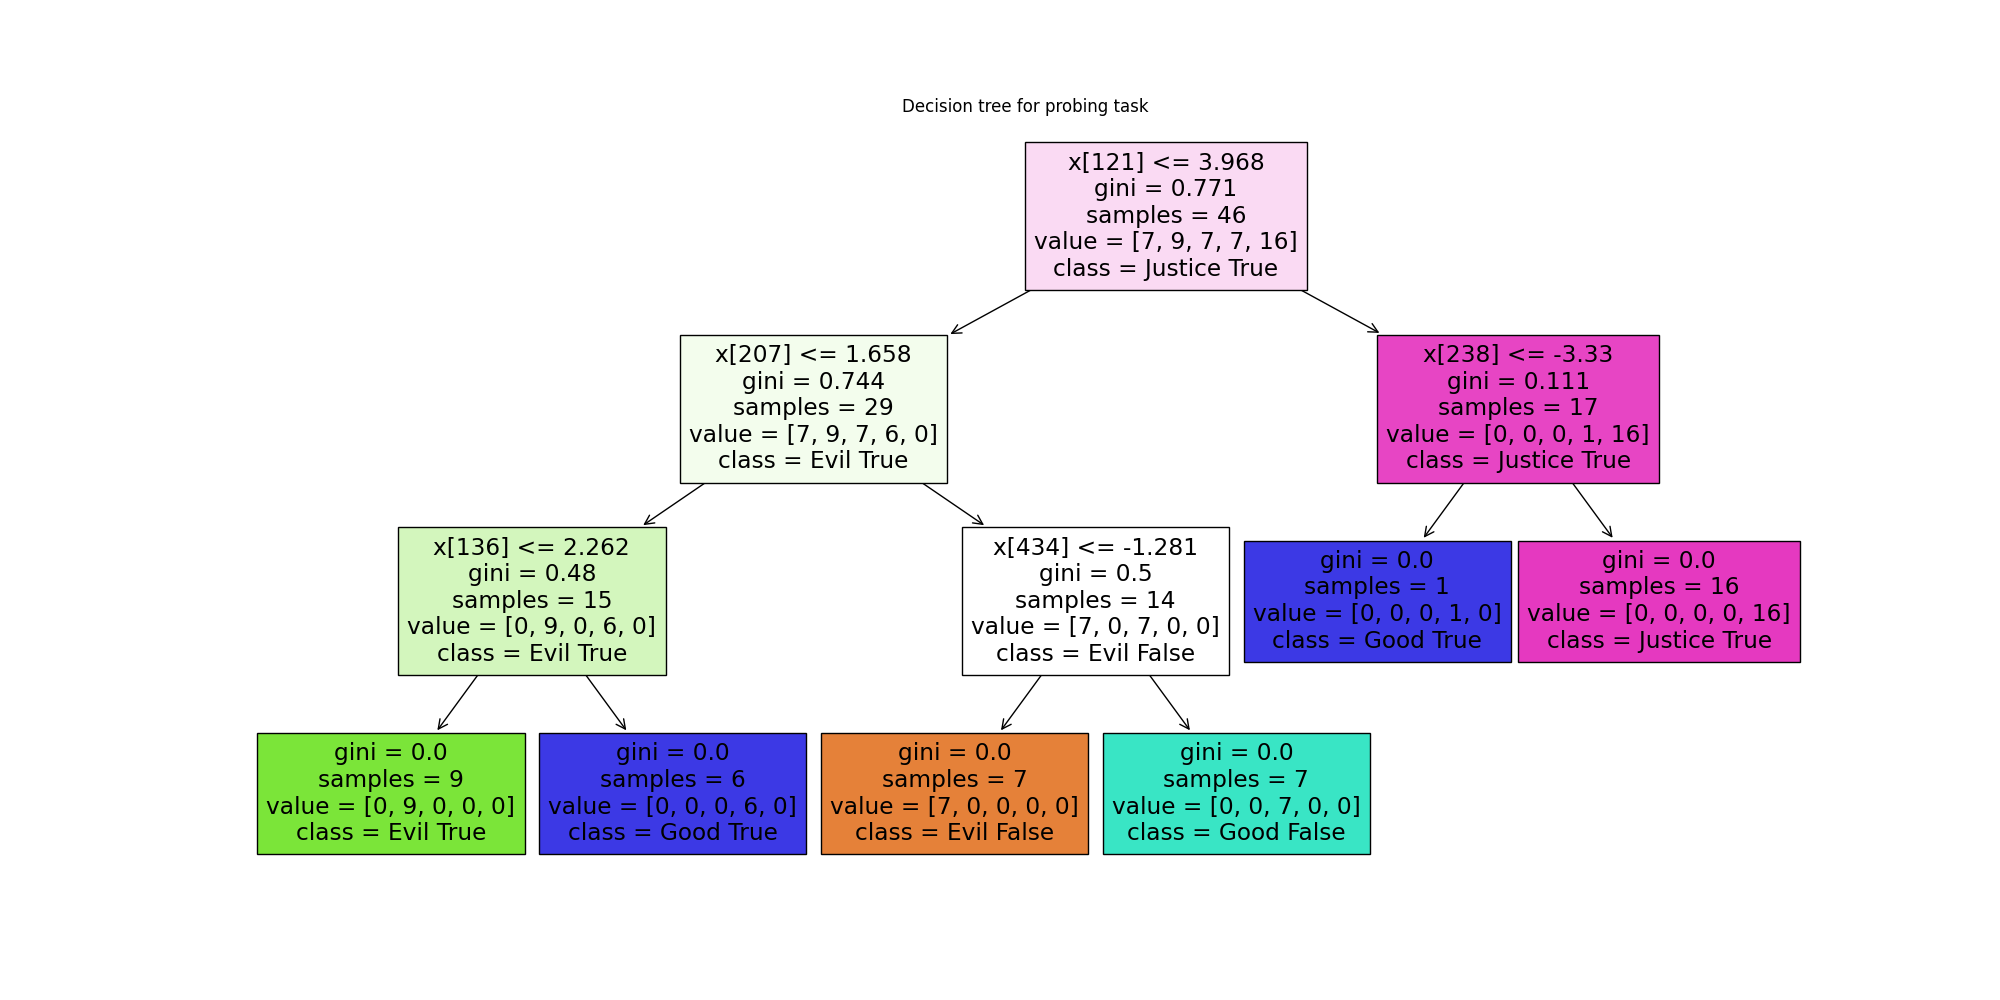 Decision tree for probing task
x[121] <= 3.968
gini = 0.771
samples = 46
value = [7, 9, 7, 7, 16]
class = Justice True
x[207] <= 1.658
gini = 0.744
samples = 29
value = [7, 9, 7, 6, 0]
class = Evil True
x[238] <= -3.33
gini = 0.111
samples = 17
value = [0, 0, 0, 1, 16]
class = Justice True
x[136] <= 2.262
gini = 0.48
samples = 15
value = [0, 9, 0, 6, 0]
class = Evil True
x[434] <= -1.281
gini = 0.5
samples = 14
value = [7, 0, 7, 0, 0]
class = Evil False
gini = 0.0
samples = 1
value = [0, 0, 0, 1, 0]
class = Good True
gini = 0.0
samples = 16
value = [0, 0, 0, 0, 16]
class = Justice True
gini = 0.0
samples = 9
value = [0, 9, 0, 0, 0]
class = Evil True
gini = 0.0
samples = 6
value = [0, 0, 0, 6, 0]
class = Good True
gini = 0.0
samples = 7
value = [7, 0, 0, 0, 0]
class = Evil False
gini = 0.0
samples = 7
value = [0, 0, 7, 0, 0]
class = Good False